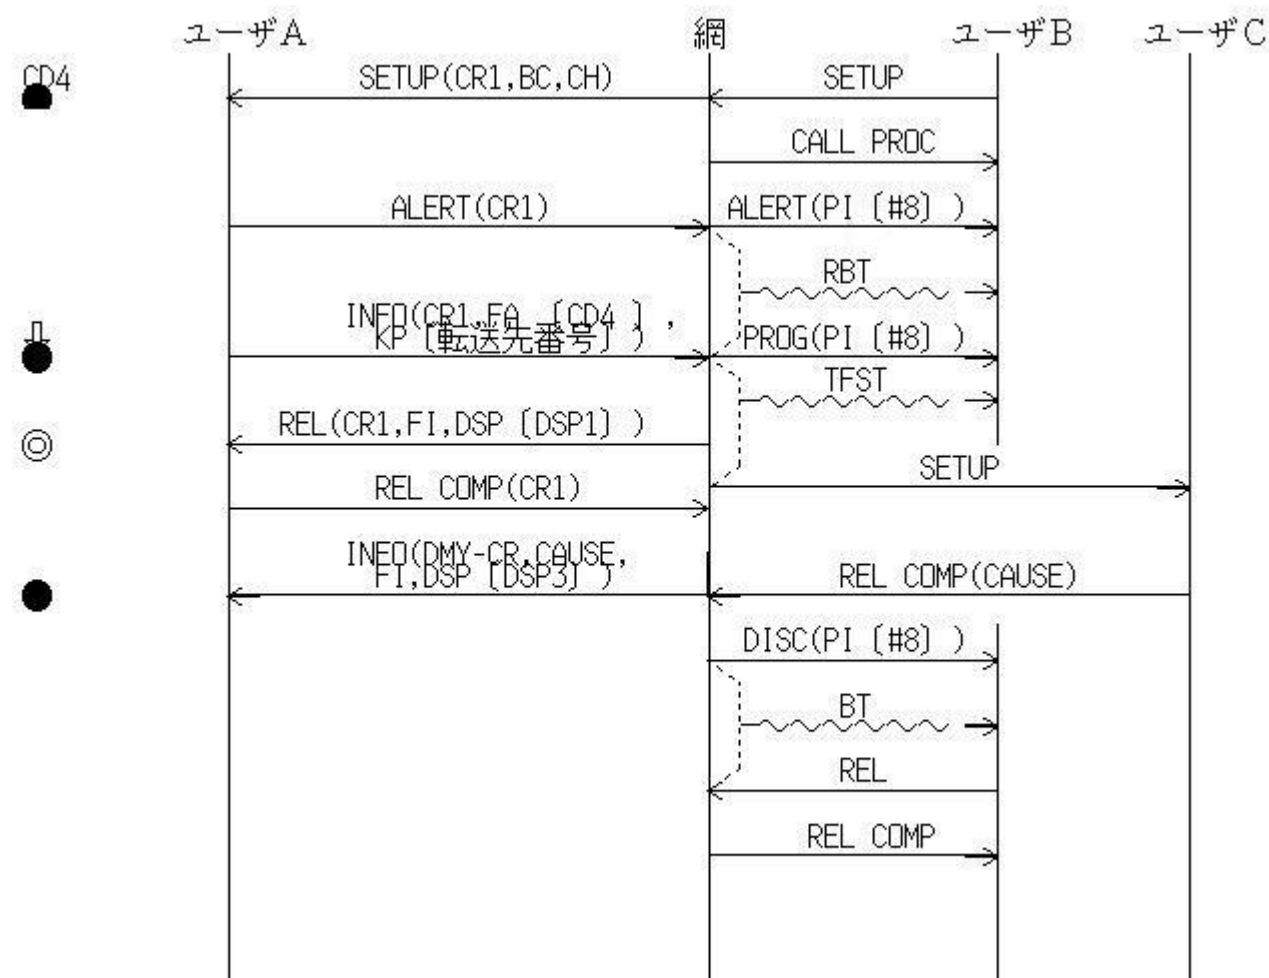 ユーザA 網 ユーザB ユーザC
CD4 SETUP(CR1,BC,CH) SETUP
CALL PROC
ALERT(CR1) ALERT(PI〔#8〕)
RBT
INFO(CR1,FA 〔CD4〕,
KP〔転送先番号〕) PROG(PI〔#8〕)
TFST
REL(CR1,FI,DSP〔DSP1〕)
SETUP
REL COMP(CR1)
INFO(DMY-CR,CAUSE,
FI,DSP〔DSP3〕) REL COMP(CAUSE)
DISC(PI〔#8〕)
BT
REL
REL COMP